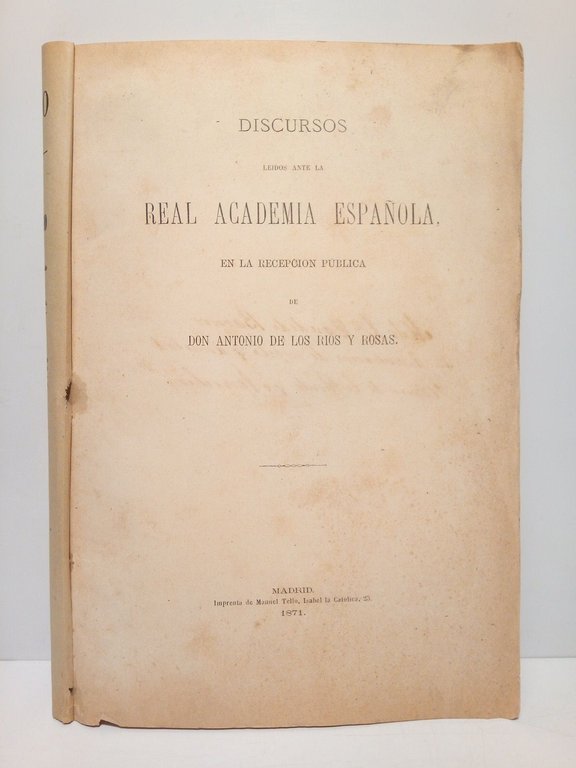 DISCURSOS
LEIDOS ANTE LA
REAL ACADEMIA ESPAÑOLA,
EN LA RECEPCION PÚBLICA
DE
DON ANTONIO DE LOS RIOS Y ROSAS.
MADRID.
Imprenta de Manuel Tello, Isabel la Católica, 23.
1871.